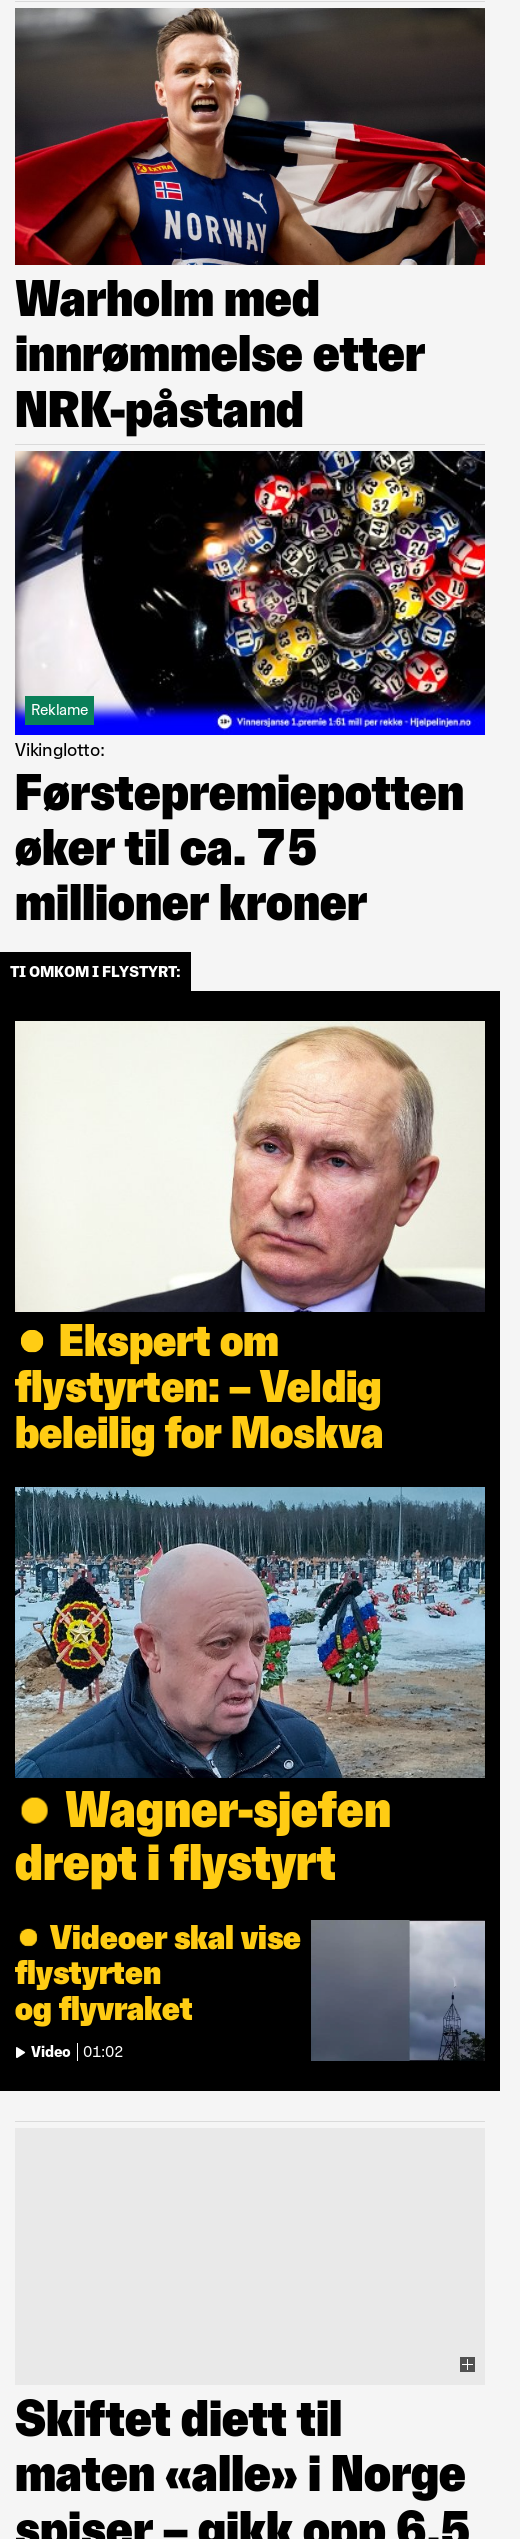 EXTRA
NORWAY
Warholm med
innrømmelse etter
NRK-påstand
Reklame
18+ Vinnersjanse 1.premie 1:61 mill per rekke - Hjelpelinjen.no
Vikinglotto:
Førstepremiepotten
øker til ca. 75
millioner kroner
TI OMKOM I FLYSTYRT:
Ekspert om
flystyrten: – Veldig
beleilig for Moskva
Wagner-sjefen
drept i flystyrt
Videoer skal vise
flystyrten
og flyvraket
Video | 01:02
Skiftet diett til
maten «alle» i Norge
spiser – gikk opp 6,5